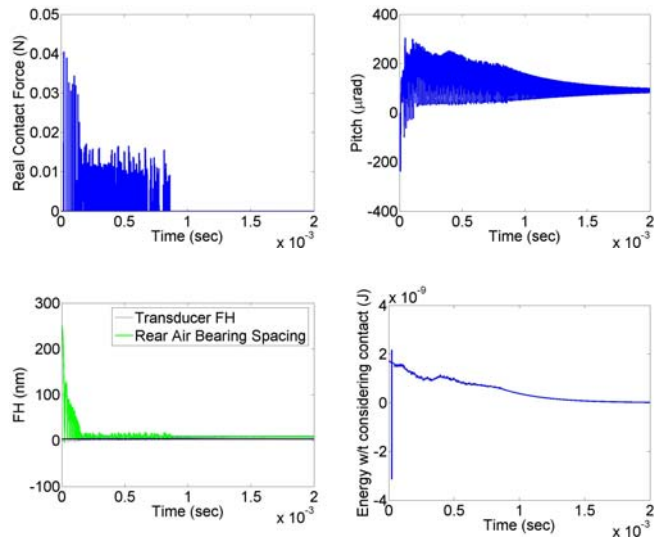 0.05
0.04
0.03
0.02
0.01
0
0 0.5 1 1.5 2
Real Contact Force (N)
Time (sec)
x 10⁻³
400
200
0
-200
-400
0 0.5 1 1.5 2
Pitch (μrad)
Time (sec)
x 10⁻³
300
200
100
0
-100
0 0.5 1 1.5 2
FH (nm)
Time (sec)
x 10⁻³
Transducer FH
Rear Air Bearing Spacing
x 10⁻⁹
4
2
0
-2
-4
0 0.5 1 1.5 2
Energy w/t considering contact (J)
Time (sec)
x 10⁻³